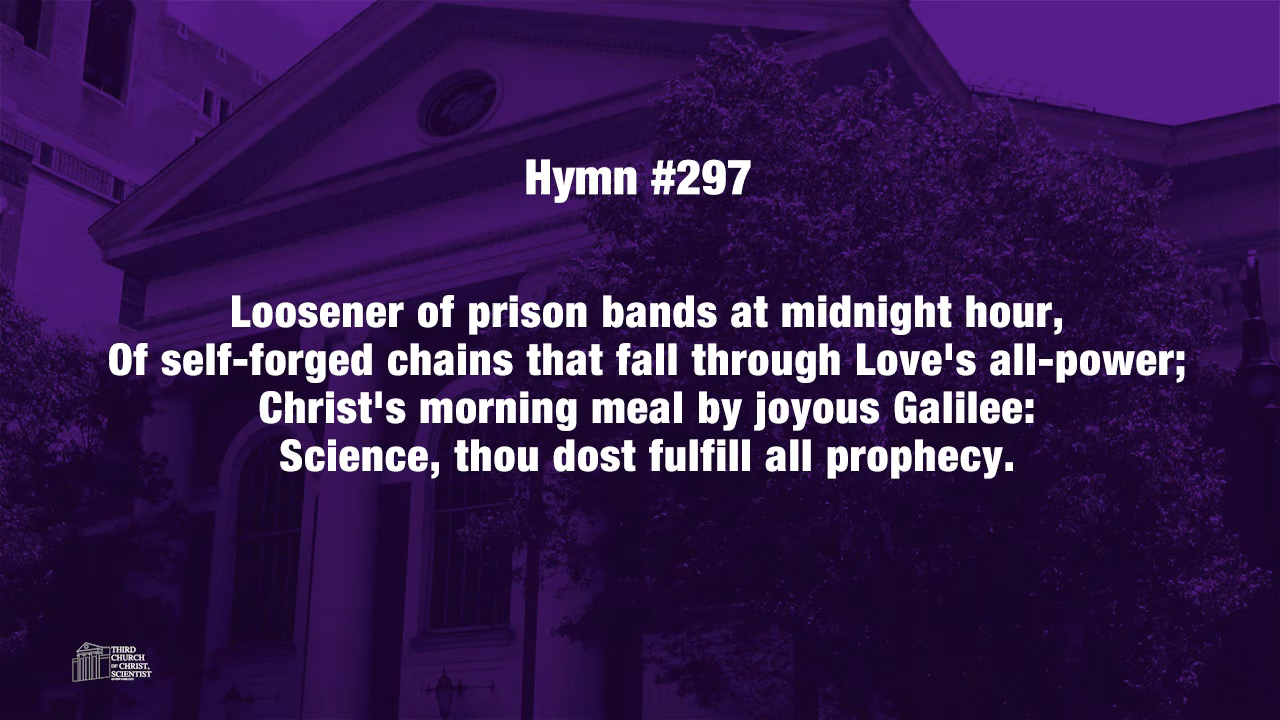 Hymn #297
Loosener of prison bands at midnight hour,
Of self-forged chains that fall through Love's all-power;
Christ's morning meal by joyous Galilee:
Science, thou dost fulfill all prophecy.
THIRD
CHURCH
OF CHRIST,
SCIENTIST